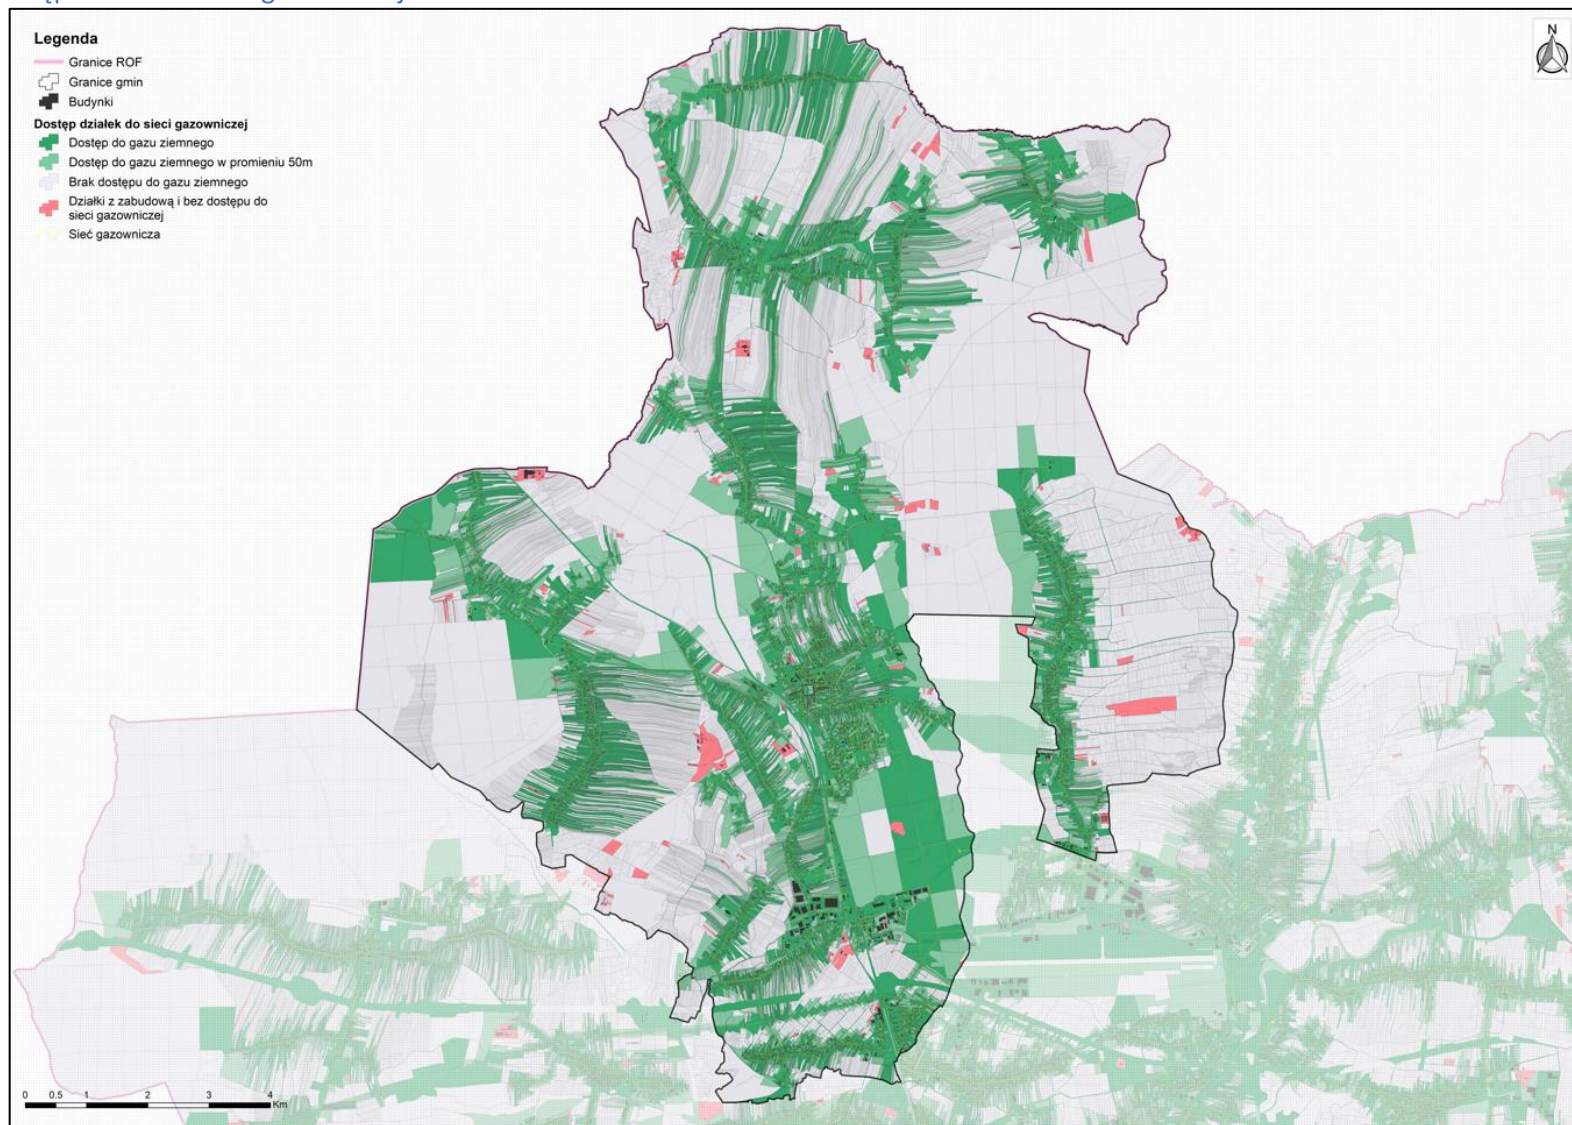 Legenda
N
Granice ROF
Granice gmin
Budynki
Dostęp działek do sieci gazowniczej
Dostęp do gazu ziemnego
Dostęp do gazu ziemnego w promieniu 50m
Brak dostępu do gazu ziemnego
Działki z zabudową i bez dostępu do
sieci gazowniczej
Sieć gazownicza
0 0.5 1 2 3 4
Km